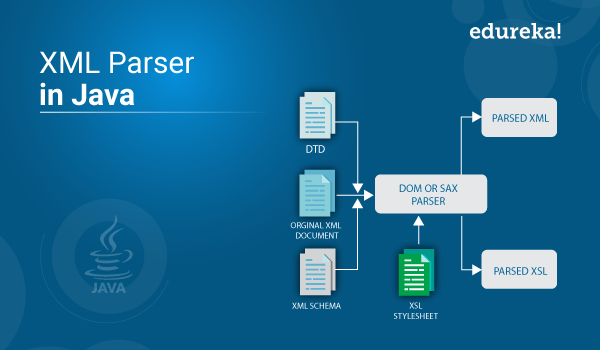 edureka!
XML Parser
in Java
DTD
ORGINAL XML
DOCUMENT
XML SCHEMA
DOM OR SAX
PARSER
XSL
STYLESHEET
PARSED XML
PARSED XSL
JAVA